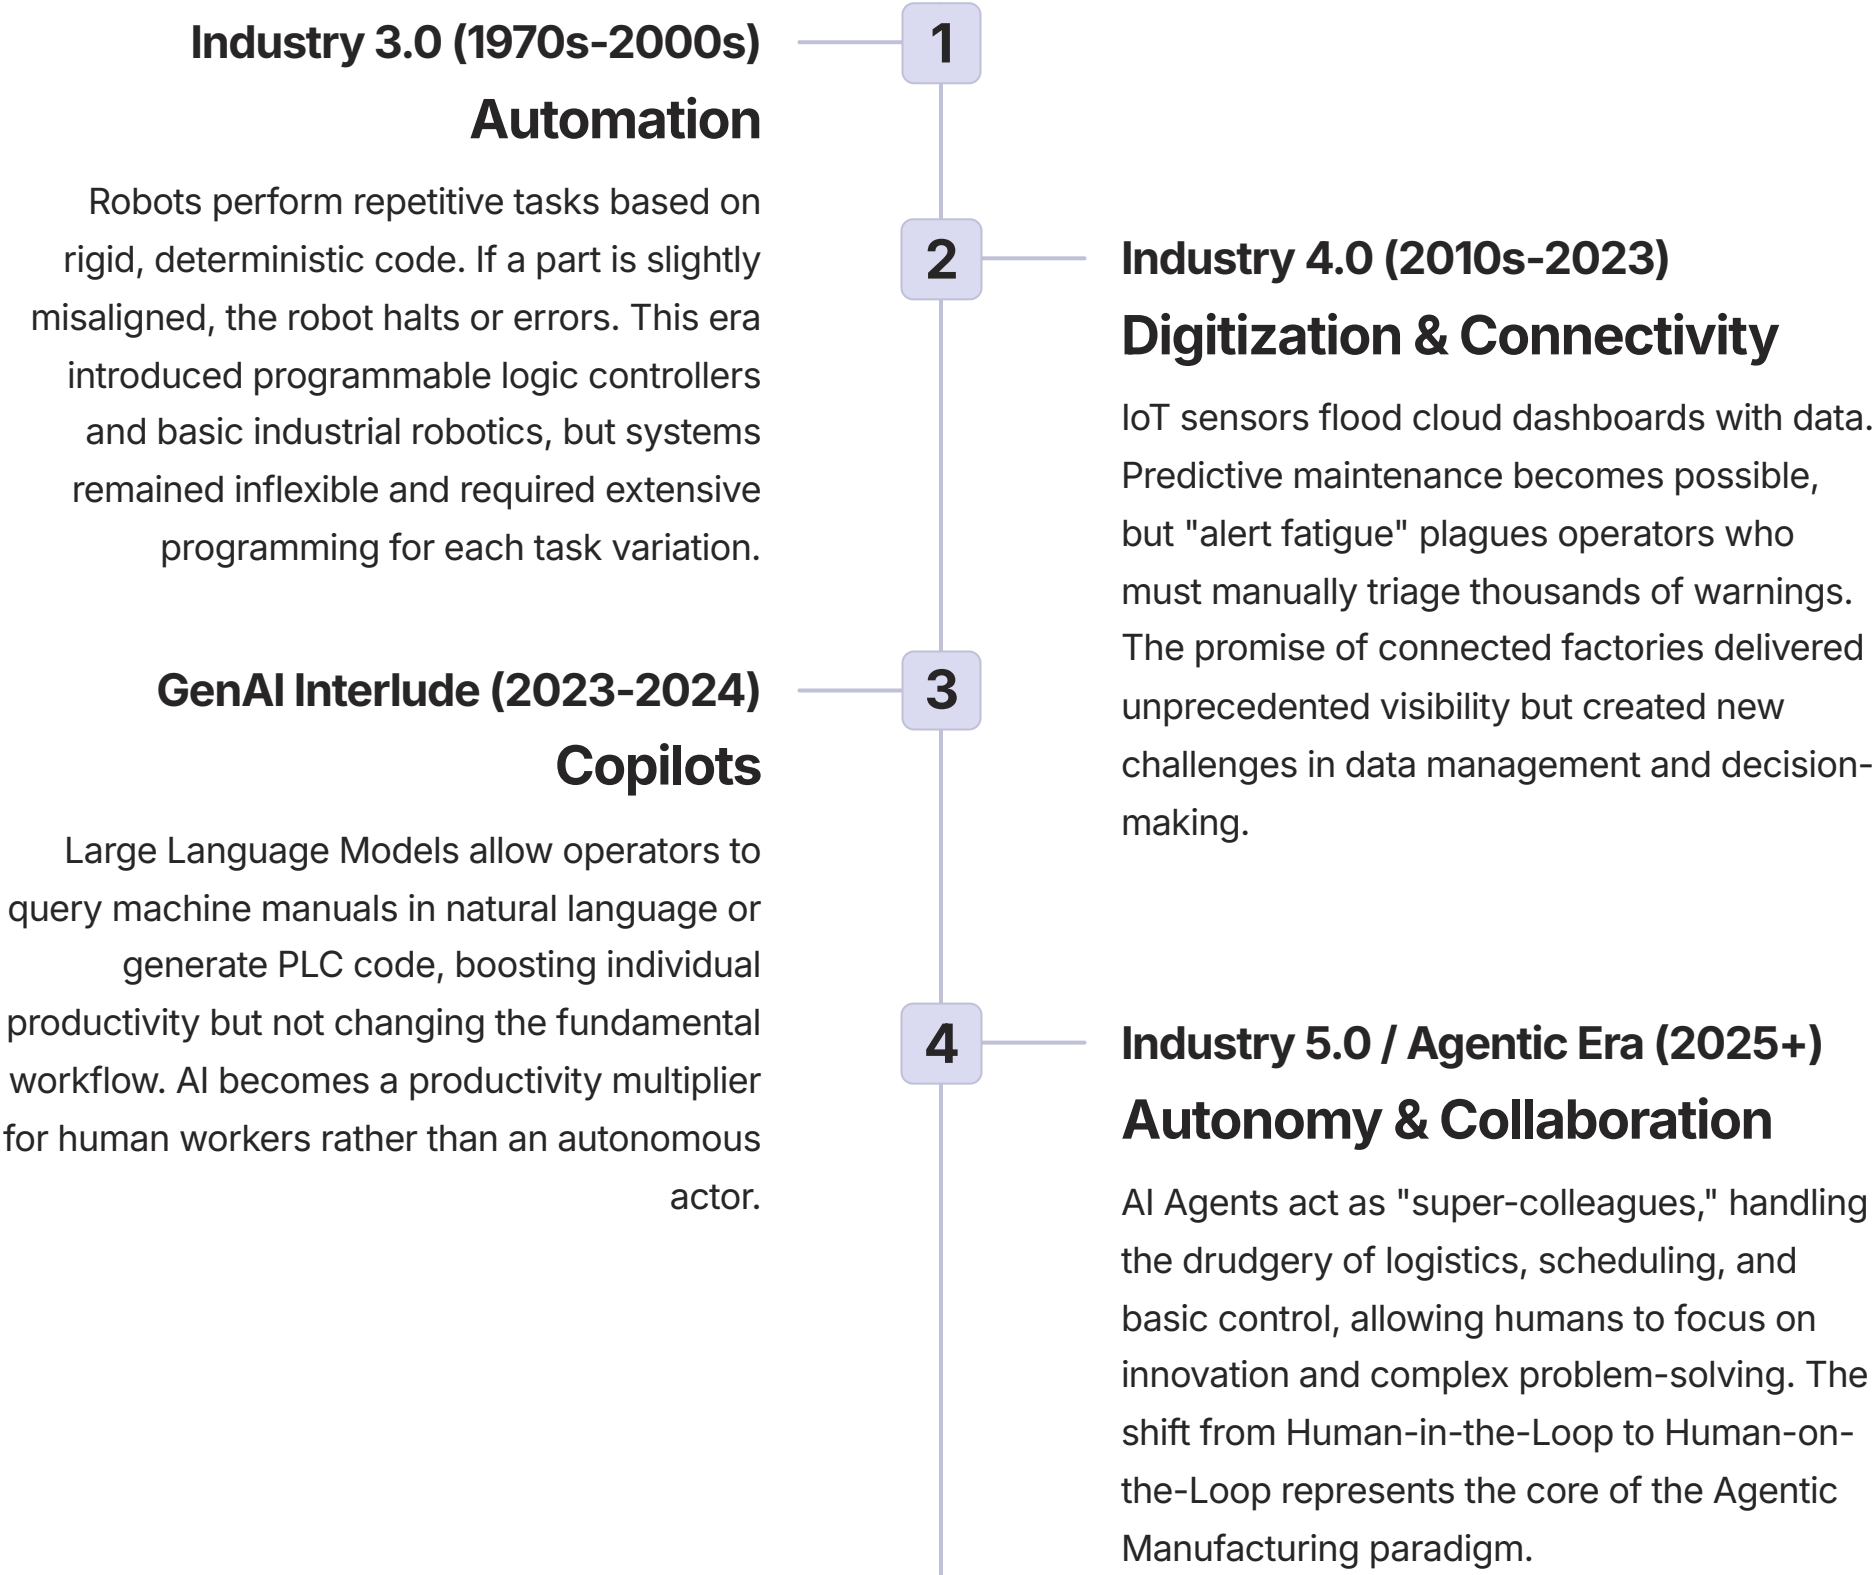 1
Industry 3.0 (1970s-2000s)
Automation
Robots perform repetitive tasks based on
rigid, deterministic code. If a part is slightly
misaligned, the robot halts or errors. This era
introduced programmable logic controllers
and basic industrial robotics, but systems
remained inflexible and required extensive
programming for each task variation.
2
Industry 4.0 (2010s-2023)
Digitization & Connectivity
IoT sensors flood cloud dashboards with data.
Predictive maintenance becomes possible,
but "alert fatigue" plagues operators who
must manually triage thousands of warnings.
The promise of connected factories delivered
unprecedented visibility but created new
challenges in data management and decision-
making.
3
GenAI Interlude (2023-2024)
Copilots
Large Language Models allow operators to
query machine manuals in natural language or
generate PLC code, boosting individual
productivity but not changing the fundamental
workflow. AI becomes a productivity multiplier
for human workers rather than an autonomous
actor.
4
Industry 5.0 / Agentic Era (2025+)
Autonomy & Collaboration
AI Agents act as "super-colleagues," handling
the drudgery of logistics, scheduling, and
basic control, allowing humans to focus on
innovation and complex problem-solving. The
shift from Human-in-the-Loop to Human-on-
the-Loop represents the core of the Agentic
Manufacturing paradigm.